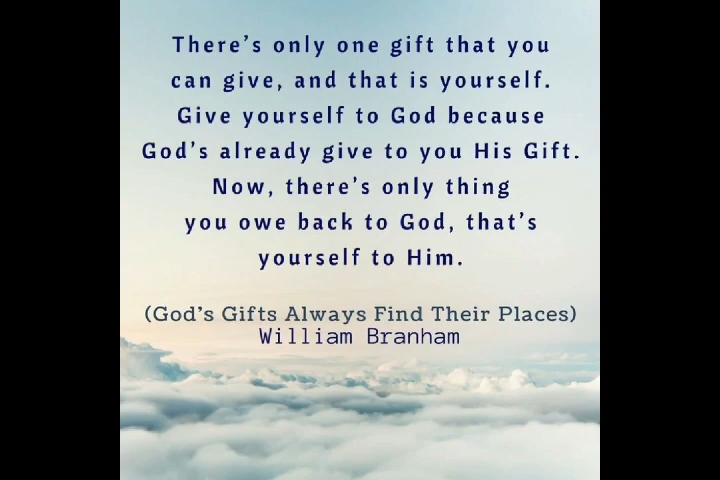 There's only one gift that you
can give, and that is yourself.
Give yourself to God because
God's already give to you His Gift.
Now, there's only thing
you owe back to God, that's
yourself to Him.
(God's Gifts Always Find Their Places)
William Branham